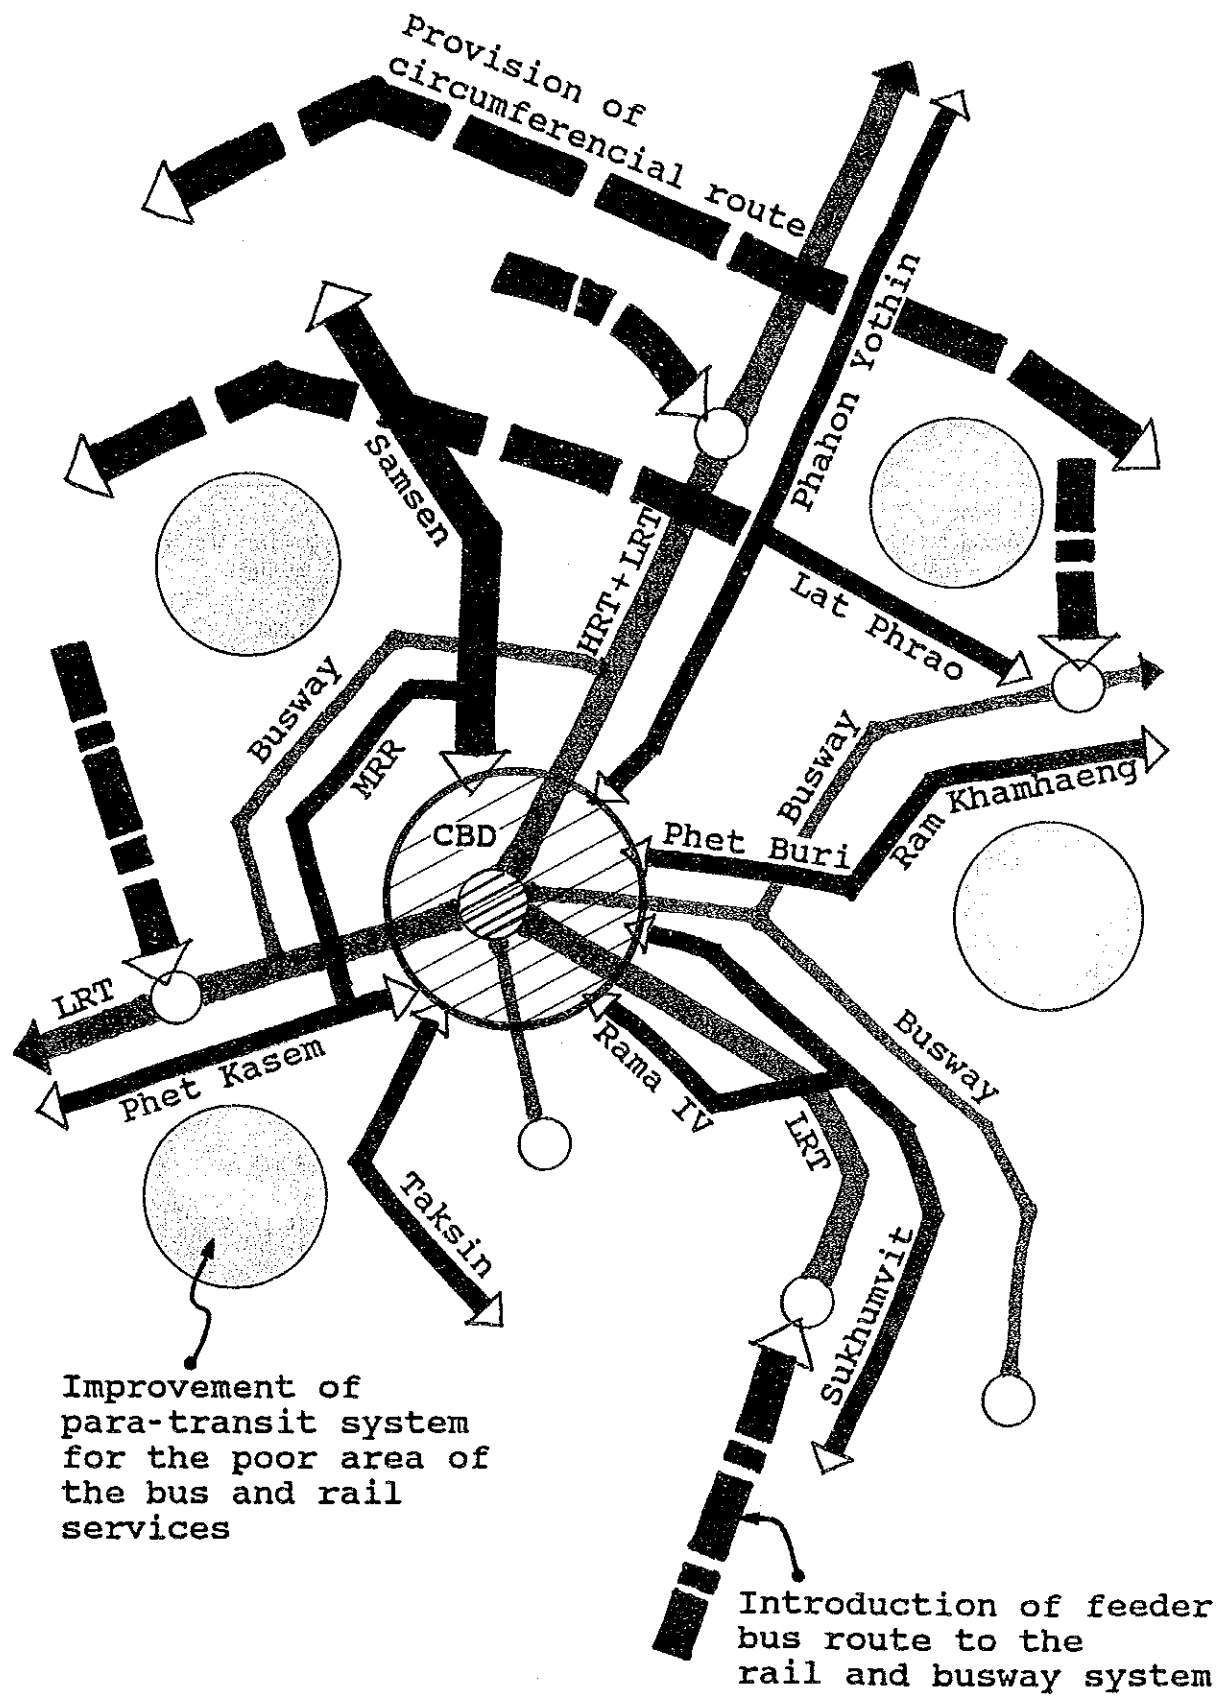 Provision of
circumferencial route
Phahon Yothin
Samsen
HRT + LRT
Lat Phrao
Busway
MRR
Busway
CBD
Phet Buri
Ram Khamhaeng
LRT
Phet Kasem
Rama IV
Busway
LRT
Taksin
Sukhumvit
Improvement of
para-transit system
for the poor area of
the bus and rail
services
Introduction of feeder
bus route to the
rail and busway system